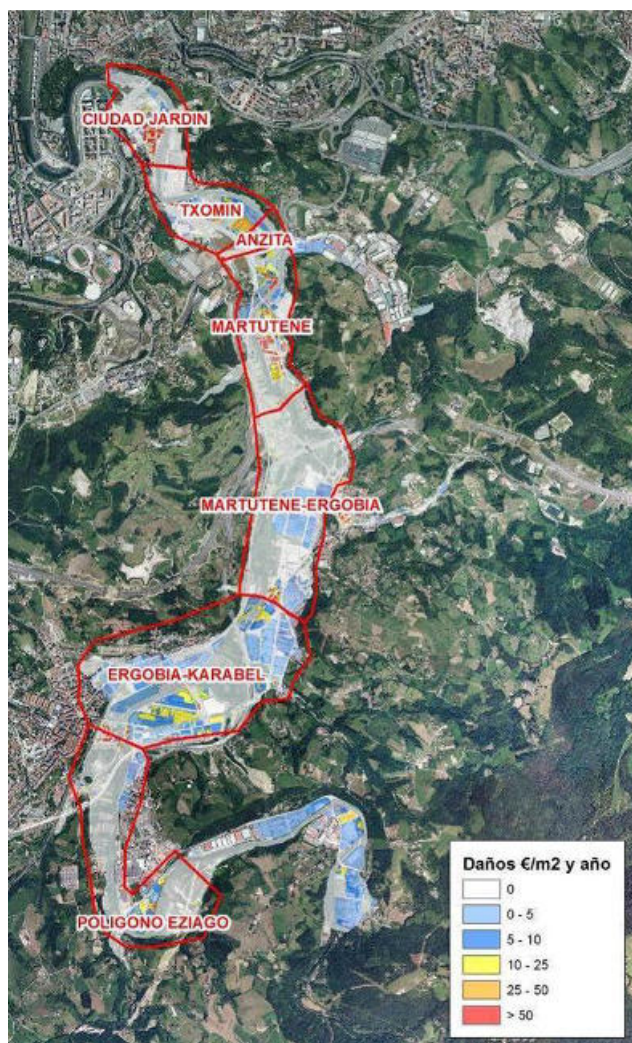 CIUDAD JARDIN
TXOMIN
ANZITA
MARTUTENE
MARTUTENE-ERGOBIA
ERGOBIA-KARABEL
POLIGONO EZIAGO
Daños €/m2 y año
0
0 - 5
5 - 10
10 - 25
25 - 50
> 50